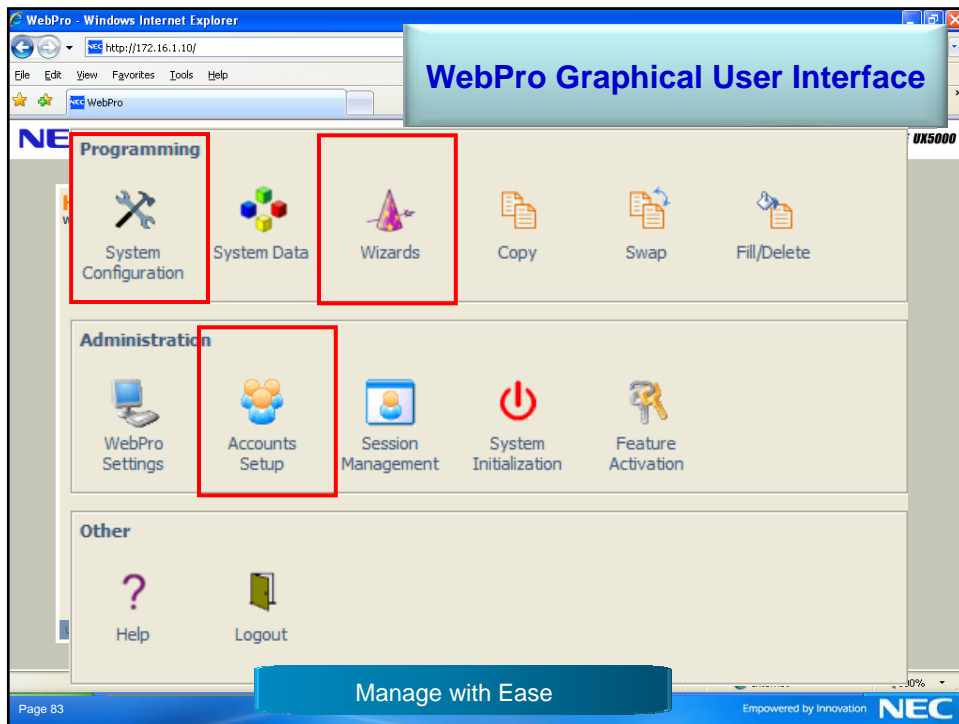 WebPro - Windows Internet Explorer
NEC http://172.16.1.10/
File Edit View Favorites Tools Help
NEC WebPro
WebPro Graphical User Interface
UX5000
Programming
System Configuration
System Data
Wizards
Copy
Swap
Fill/Delete
Administration
WebPro Settings
Accounts Setup
Session Management
System Initialization
Feature Activation
Other
? Help
Logout
Manage with Ease
Page 83
Empowered by Innovation NEC